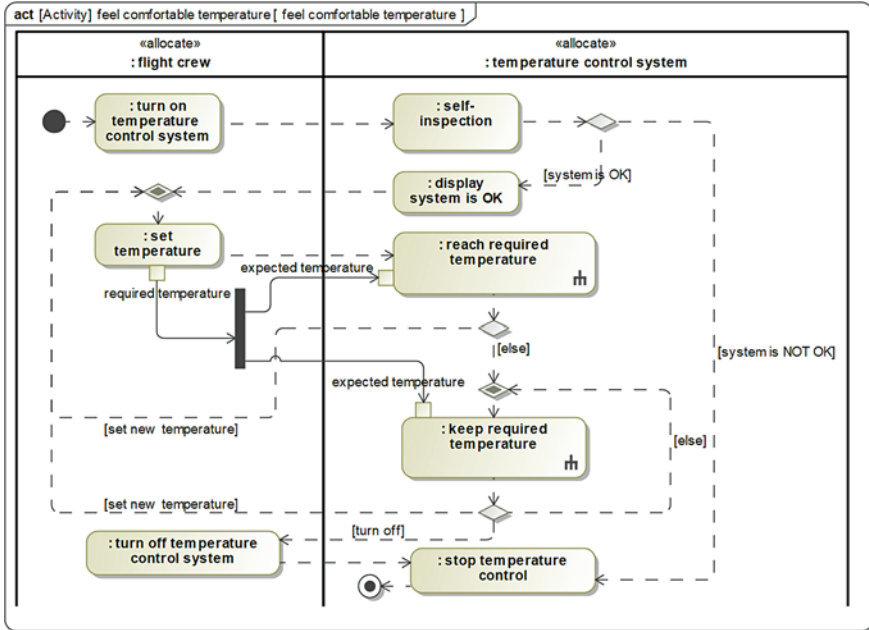 act [Activity] feel comfortable temperature [ feel comfortable temperature ]
«allocate»
: flight crew
«allocate»
: temperature control system
: turn on
temperature
control system
: self-
inspection
[system is OK]
: display
system is OK
: set
temperature
: reach required
temperature
expected temperature
required temperature
[else]
[system is NOT OK]
expected temperature
[set new temperature]
: keep required
temperature
[else]
[set new temperature]
[turn off]
: turn off temperature
control system
: stop temperature
control